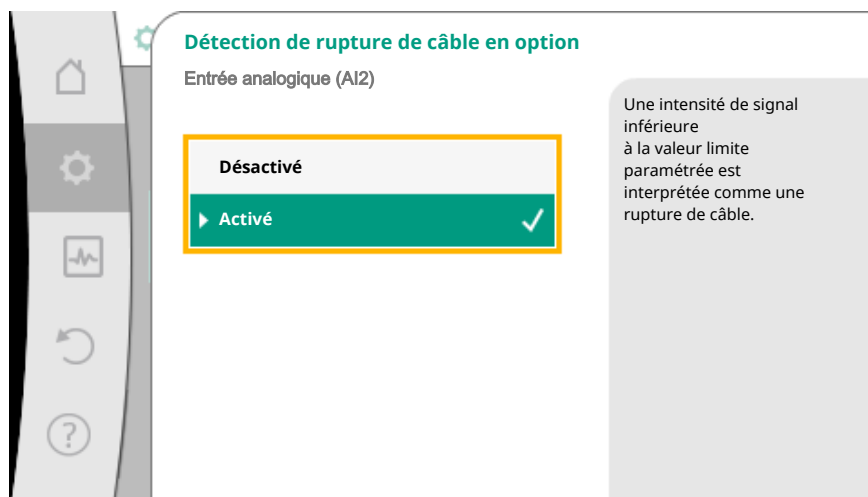 Détection de rupture de câble en option
Entrée analogique (AI2)
Désactivé
Activé
Une intensité de signal
inférieure
à la valeur limite
paramétrée est
interprétée comme une
rupture de câble.
?